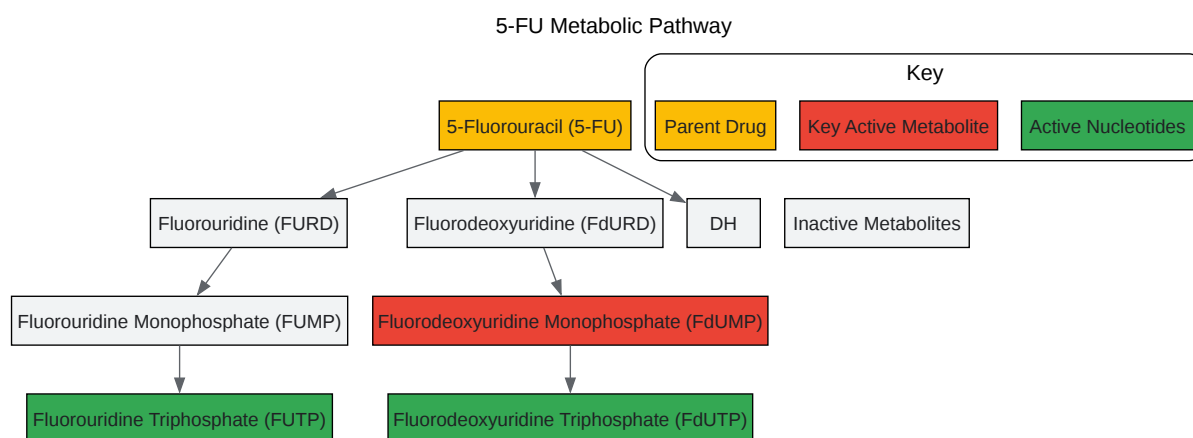 5-FU Metabolic Pathway
Key
5-Fluorouracil (5-FU)
Parent Drug
Key Active Metabolite
Active Nucleotides
Fluorouridine (FURD)
Fluorodeoxyuridine (FdURD)
DH
Inactive Metabolites
Fluorouridine Monophosphate (FUMP)
Fluorodeoxyuridine Monophosphate (FdUMP)
Fluorouridine Triphosphate (FUTP)
Fluorodeoxyuridine Triphosphate (FdUTP)